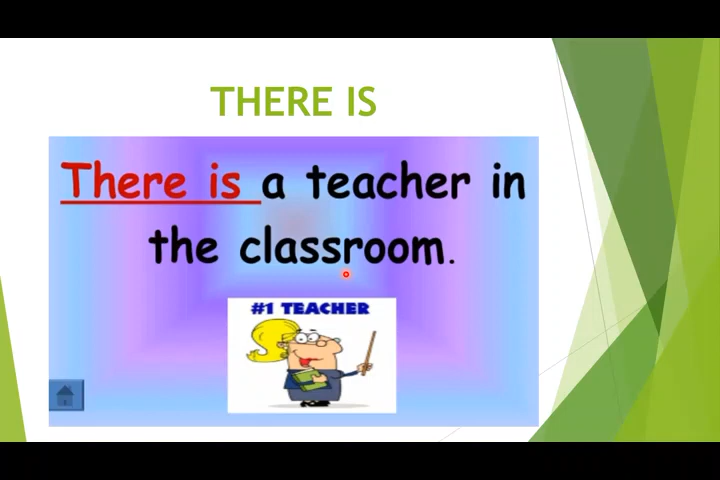 THERE IS
There is a teacher in
the classroom.
#1 TEACHER